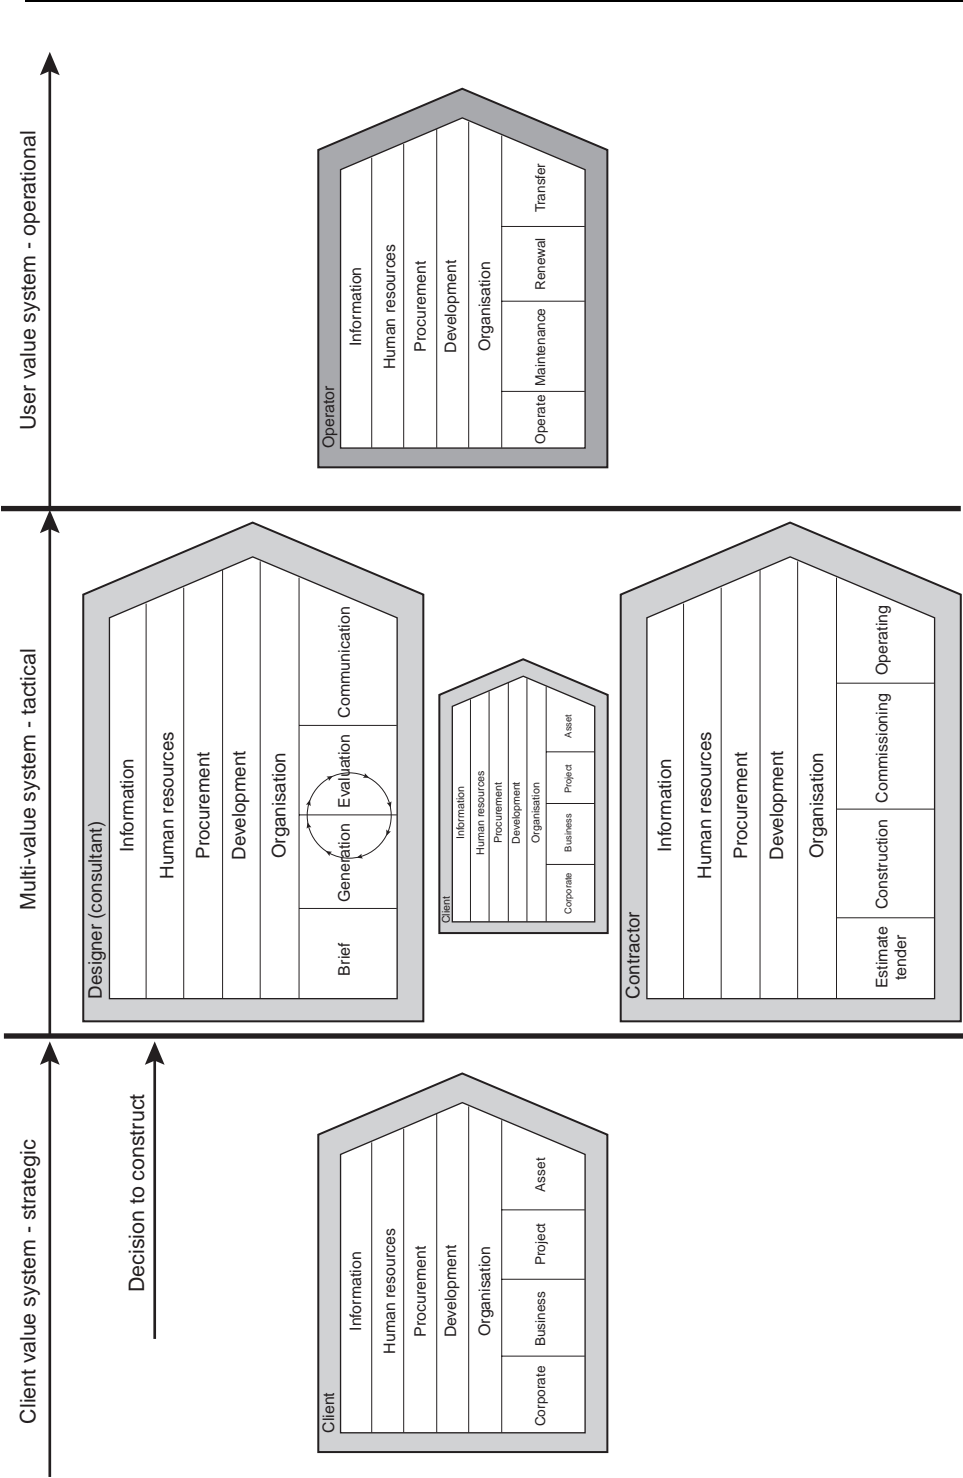 Client value system - strategic
Decision to construct
Client
Information
Human resources
Procurement
Development
Organisation
Corporate
Business
Project
Asset
Multi-value system - tactical
Designer (consultant)
Information
Human resources
Procurement
Development
Organisation
Brief
Generation
Evaluation
Communication
Client
Information
Human resources
Procurement
Development
Organisation
Corporate
Business
Project
Asset
Contractor
Information
Human resources
Procurement
Development
Organisation
Estimate
tender
Construction
Commissioning
Operating
User value system - operational
Operator
Information
Human resources
Procurement
Development
Organisation
Operate
Maintenance
Renewal
Transfer